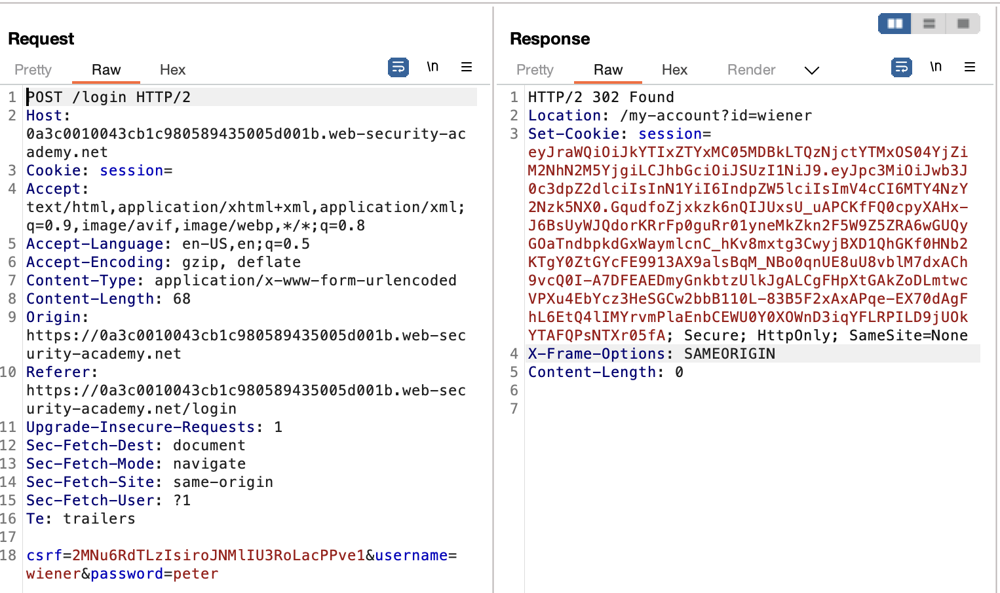 Request
Pretty Raw Hex \n
1 POST /login HTTP/2
2 Host:
0a3c0010043cb1c980589435005d001b.web-security-ac
ademy.net
3 Cookie: session=
4 Accept:
text/html,application/xhtml+xml,application/xml;
q=0.9,image/avif,image/webp,*/*;q=0.8
5 Accept-Language: en-US,en;q=0.5
6 Accept-Encoding: gzip, deflate
7 Content-Type: application/x-www-form-urlencoded
8 Content-Length: 68
9 Origin:
https://0a3c0010043cb1c980589435005d001b.web-sec
urity-academy.net
10 Referer:
https://0a3c0010043cb1c980589435005d001b.web-sec
urity-academy.net/login
11 Upgrade-Insecure-Requests: 1
12 Sec-Fetch-Dest: document
13 Sec-Fetch-Mode: navigate
14 Sec-Fetch-Site: same-origin
15 Sec-Fetch-User: ?1
16 Te: trailers
17
18 csrf=2MNu6RdTLzIsiroJNMlIU3RoLacPPve1&username=
wiener&password=peter
Response
Pretty Raw Hex Render \n
1 HTTP/2 302 Found
2 Location: /my-account?id=wiener
3 Set-Cookie: session=
eyJraWQiOiJkYTIxZTYxMC05MDBkLTQzNjctYTMxOS04YjZi
M2NhN2M5YjgiLCJhbGciOiJSUzI1NiJ9.eyJpc3MiOiJwb3J
0c3dpZ2dlciIsInN1YiI6IndpZW5lciIsImV4cCI6MTY4NzY
2Nzk5NX0.GqudfoZjxkzk6nQIJUxsU_uAPCKfFQ0cpyXAHx-
J6BsUyWJQdorKRrFp0guRr01yneMkZkn2F5W9Z5ZRA6wGUQy
GOaTndbpkdGxWaymlcnC_hKv8mxtg3CwyjBXD1QhGKf0HNb2
KTgY0ZtGYcFE9913AX9alsBqM_NBo0qnUE8uU8vblM7dxACh
9vcQ0I-A7DFEAEDmyGnkbtzUlkJgALCgFHpXtGAkZoDLmtwc
VPXu4EbYcz3HeSGCw2bbB110L-83B5F2xAxAPqe-EX70dAgF
hL6EtQ4lIMYrvmPlaEnbCEWU0Y0XOWnD3iqYFLRPILD9jUOk
YTAFQPsNTXr05fA; Secure; HttpOnly; SameSite=None
4 X-Frame-Options: SAMEORIGIN
5 Content-Length: 0
6
7